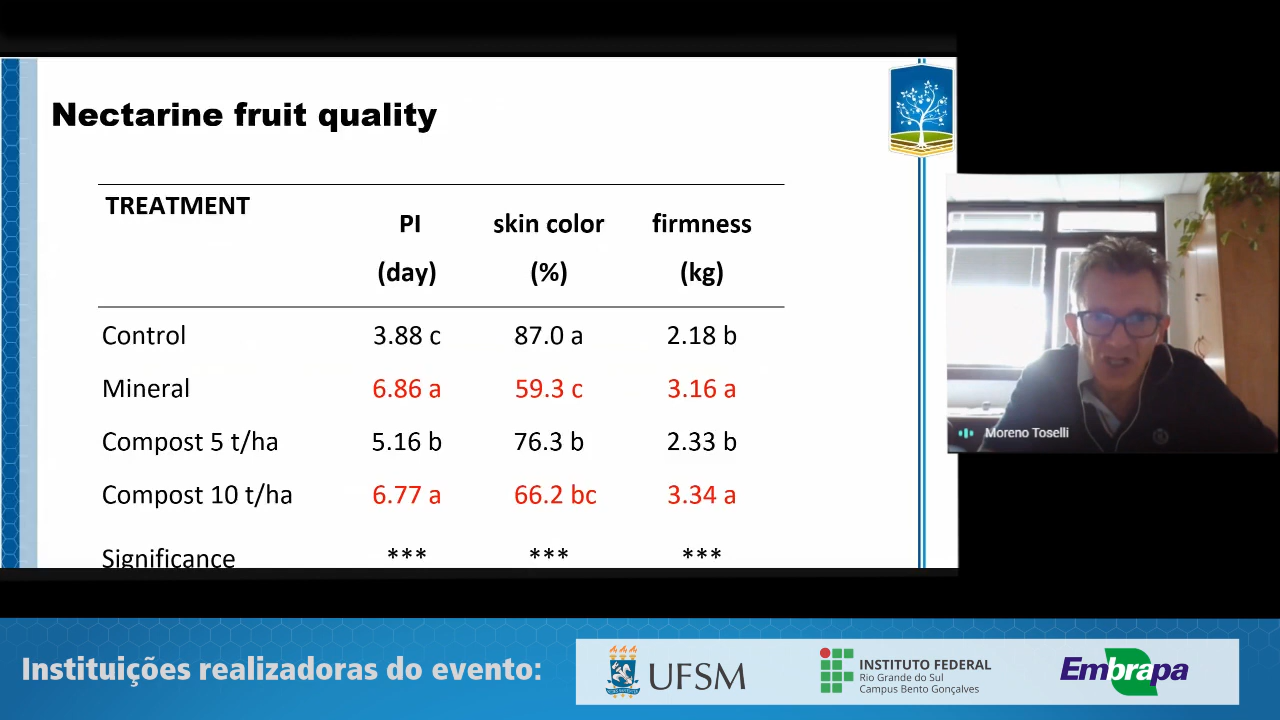 Nectarine fruit quality
TREATMENT
PI skin color firmness
(day) (%) (kg)
Control 3.88 c 87.0 a 2.18 b
Mineral 6.86 a 59.3 c 3.16 a
Compost 5 t/ha 5.16 b 76.3 b 2.33 b
Compost 10 t/ha 6.77 a 66.2 bc 3.34 a
Significance *** *** ***
Moreno Toselli
Instituições realizadoras do evento:
UFSM
INSTITUTO FEDERAL
Rio Grande do Sul
Campus Bento Gonçalves
Embrapa